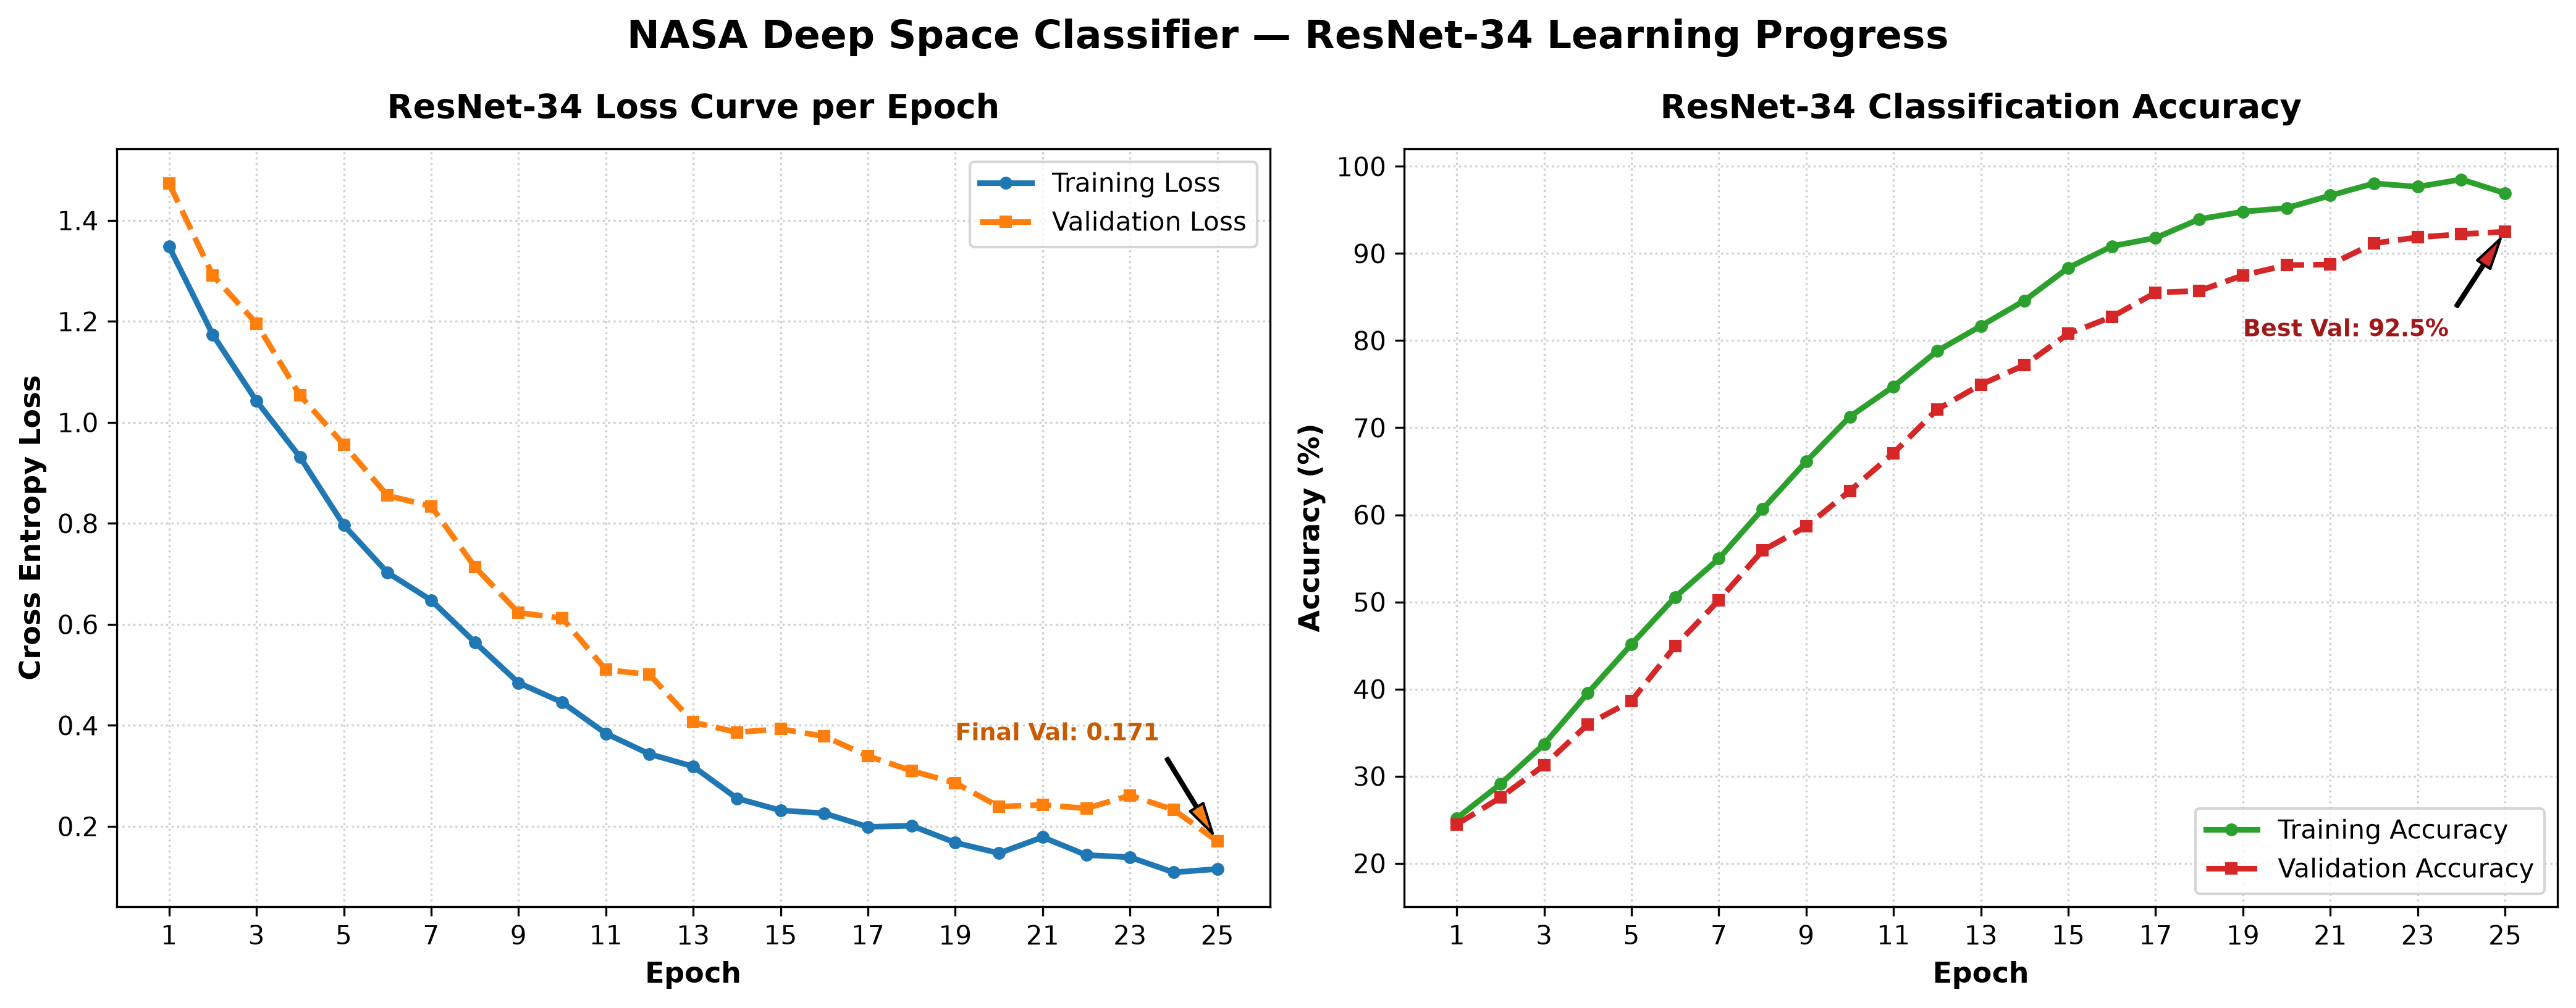 NASA Deep Space Classifier — ResNet-34 Learning Progress
ResNet-34 Loss Curve per Epoch
Training Loss
Validation Loss
1.4
1.2
1.0
0.8
0.6
0.4
0.2
Cross Entropy Loss
Final Val: 0.171
1 3 5 7 9 11 13 15 17 19 21 23 25
Epoch
ResNet-34 Classification Accuracy
100
90
80
70
60
50
40
30
20
Accuracy (%)
Best Val: 92.5%
Training Accuracy
Validation Accuracy
1 3 5 7 9 11 13 15 17 19 21 23 25
Epoch